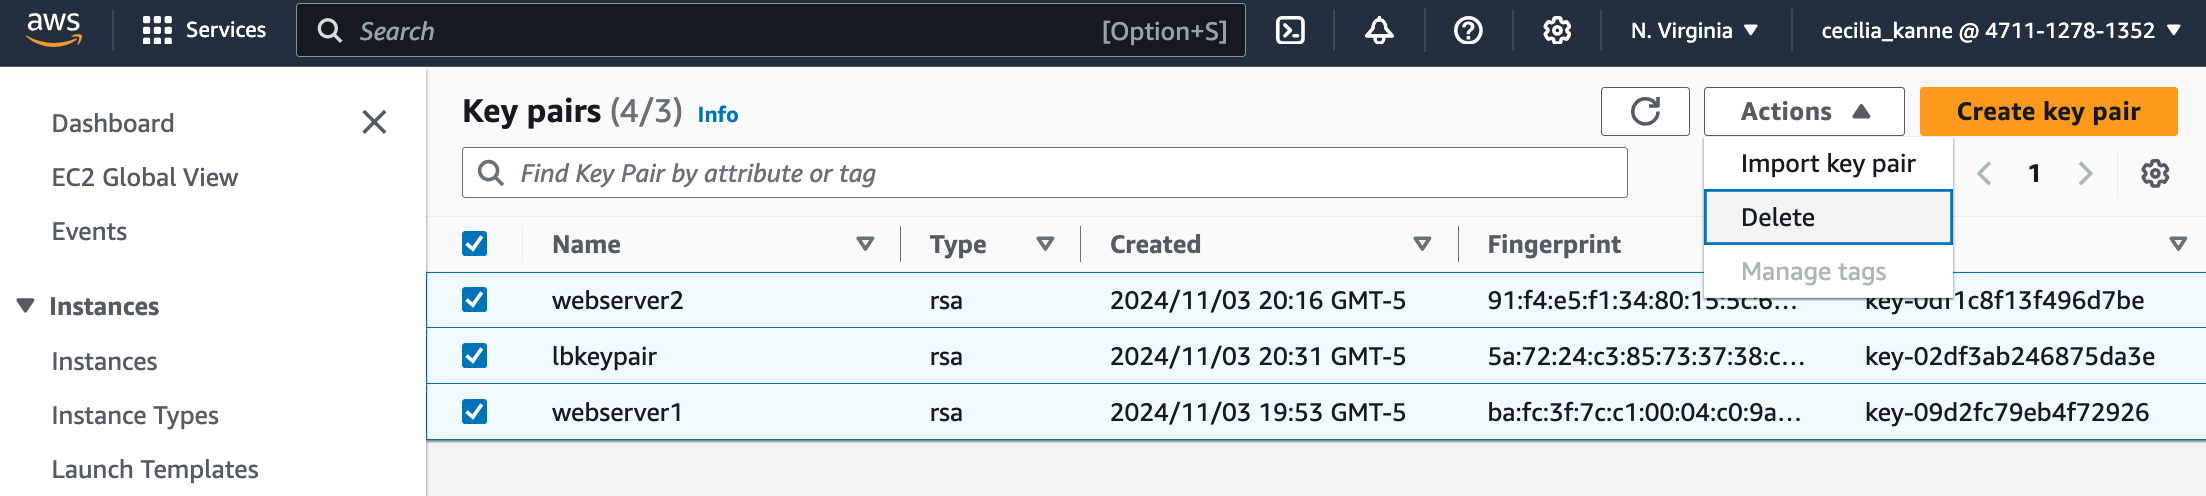 aws Services Search [Option+S] N. Virginia cecilia_kanne @ 4711-1278-1352
Dashboard
EC2 Global View
Events
Instances
Instances
Instance Types
Launch Templates
Key pairs (4/3) Info Actions Create key pair
Find Key Pair by attribute or tag 1
Import key pair
Delete
Manage tags
Name Type Created Fingerprint
webserver2 rsa 2024/11/03 20:16 GMT-5 91:f4:e5:f1:34:80:15:5c:6... key-0df1c8f13f496d7be
lbkeypair rsa 2024/11/03 20:31 GMT-5 5a:72:24:c3:85:73:37:38:c... key-02df3ab246875da3e
webserver1 rsa 2024/11/03 19:53 GMT-5 ba:fc:3f:7c:c1:00:04:c0:9a... key-09d2fc79eb4f72926